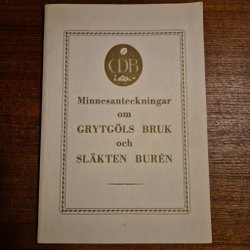 CDB
Minnesanteckningar
om
GRYTGÖLS BRUK
och
SLÄKTEN BURÉN